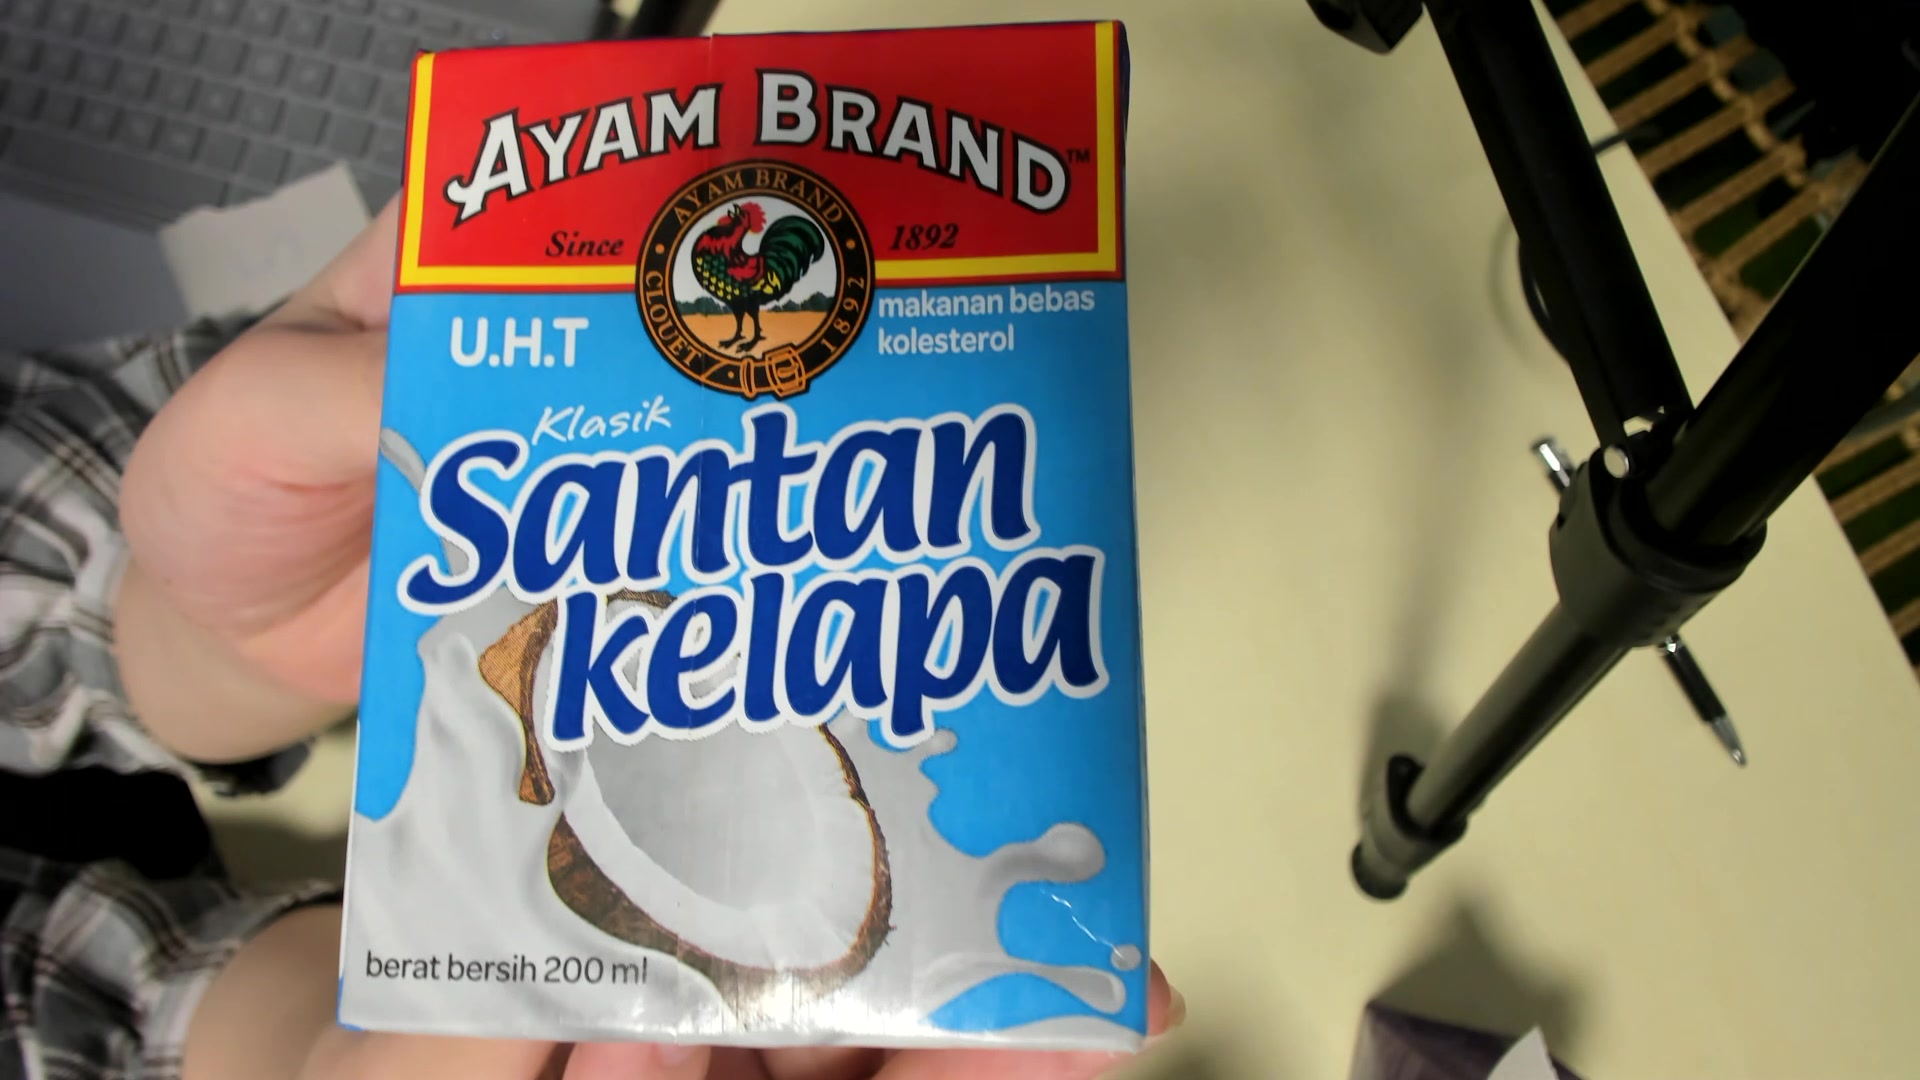 AYAM BRAND™
Since 1892
AYAM BRAND
CLOUET 1892
U.H.T
makanan bebas
kolesterol
Klasik
Santan
kelapa
berat bersih 200 ml